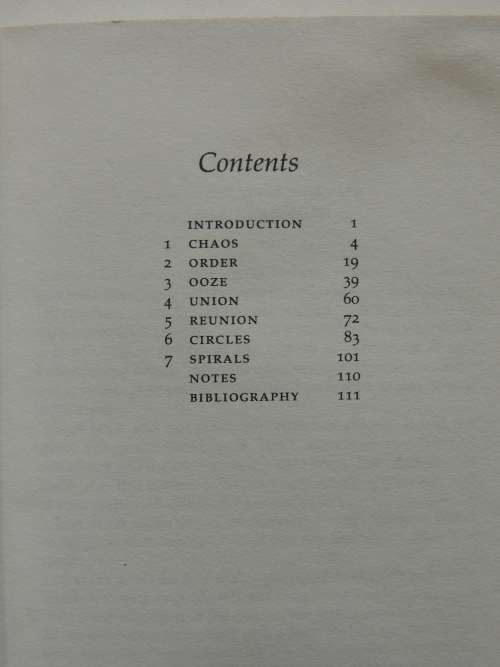 Contents
INTRODUCTION 1
1 CHAOS 4
2 ORDER 19
3 OOZE 39
4 UNION 60
5 REUNION 72
6 CIRCLES 83
7 SPIRALS 101
NOTES 110
BIBLIOGRAPHY 111